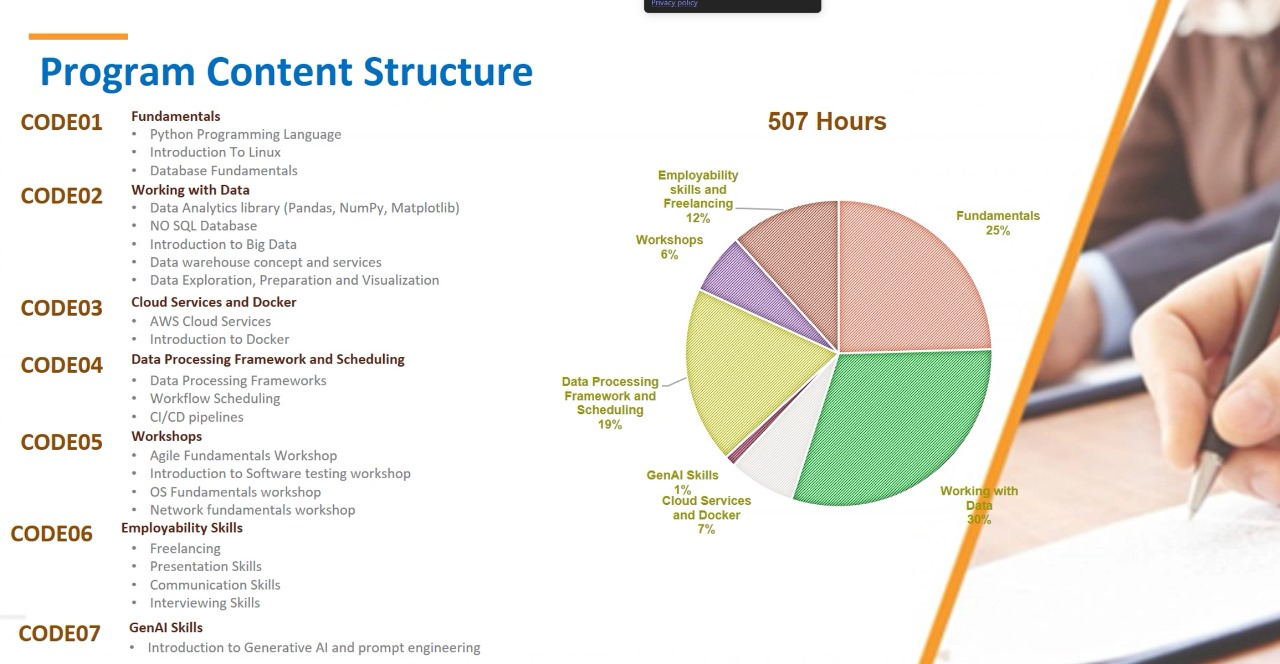 Privacy policy
Program Content Structure
CODE01
Fundamentals
• Python Programming Language
• Introduction To Linux
• Database Fundamentals
CODE02
Working with Data
• Data Analytics library (Pandas, NumPy, Matplotlib)
• NO SQL Database
• Introduction to Big Data
• Data warehouse concept and services
• Data Exploration, Preparation and Visualization
CODE03
Cloud Services and Docker
• AWS Cloud Services
• Introduction to Docker
CODE04
Data Processing Framework and Scheduling
• Data Processing Frameworks
• Workflow Scheduling
• CI/CD pipelines
CODE05
Workshops
• Agile Fundamentals Workshop
• Introduction to Software testing workshop
• OS Fundamentals workshop
• Network fundamentals workshop
CODE06
Employability Skills
• Freelancing
• Presentation Skills
• Communication Skills
• Interviewing Skills
CODE07
GenAI Skills
• Introduction to Generative AI and prompt engineering
507 Hours
Employability
skills and
Freelancing
12%
Fundamentals
25%
Workshops
6%
Data Processing
Framework and
Scheduling
19%
GenAI Skills
1%
Cloud Services
and Docker
7%
Working with
Data
30%